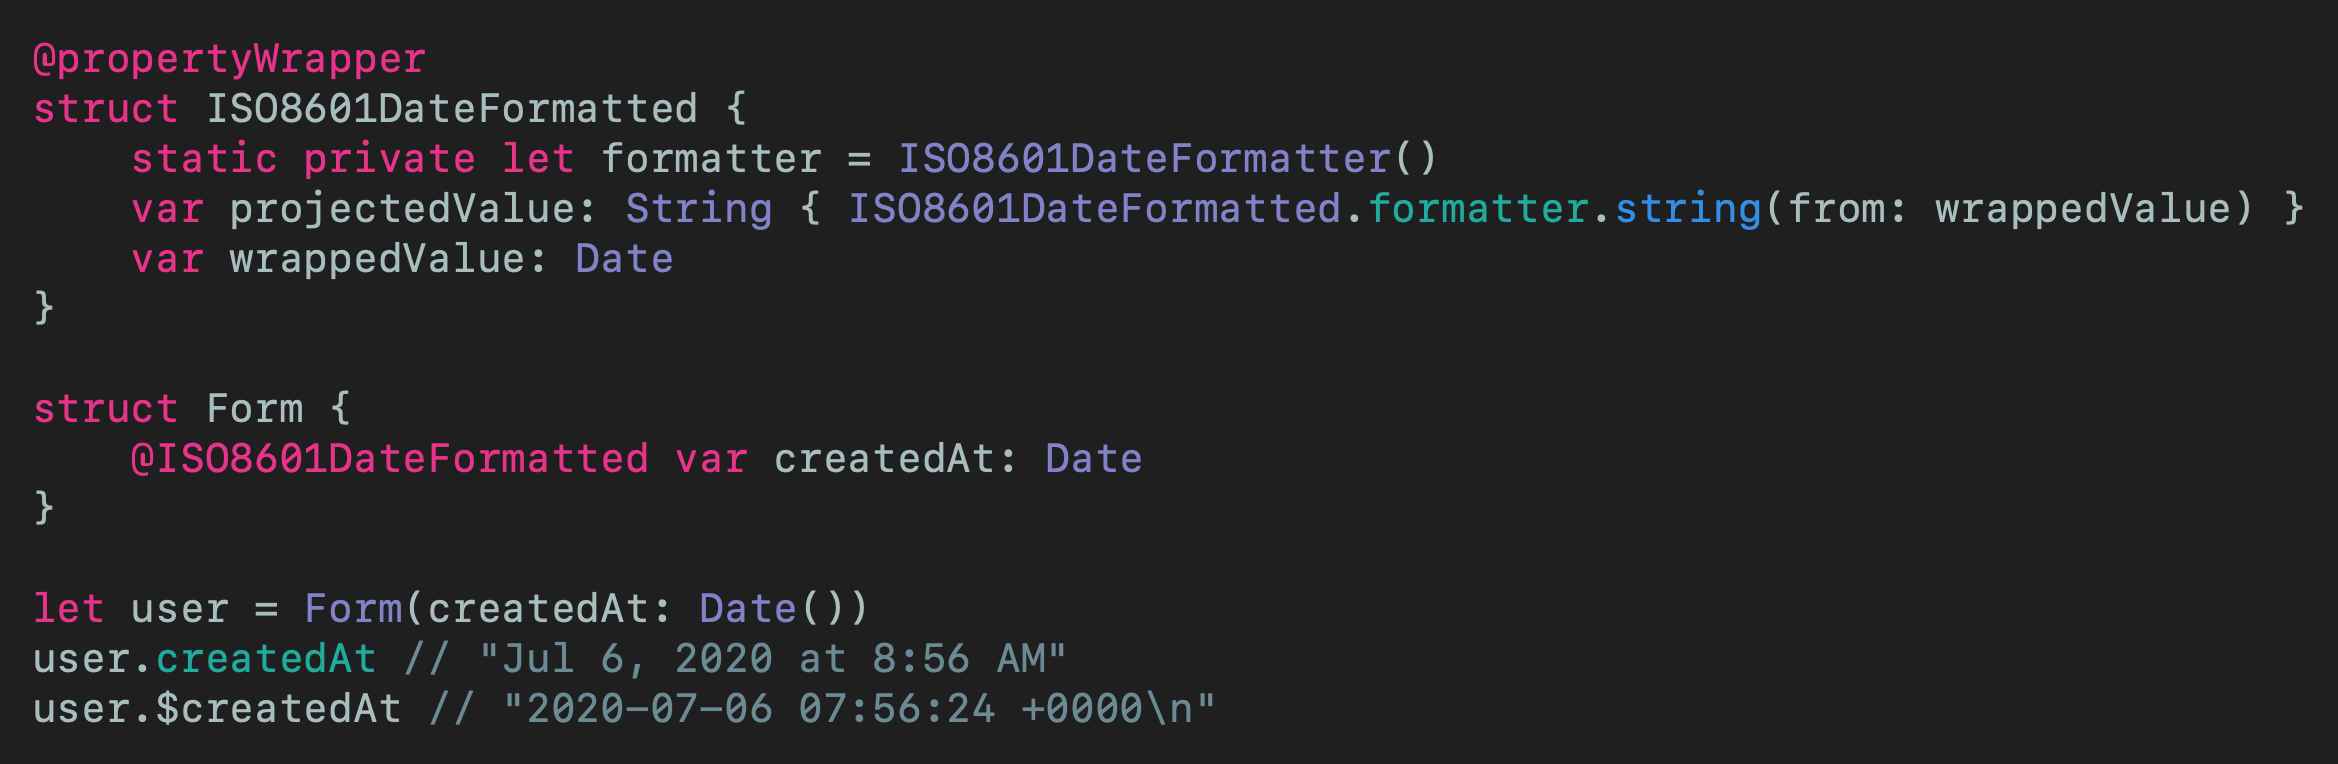 @propertyWrapper
struct ISO8601DateFormatted {
    static private let formatter = ISO8601DateFormatter()
    var projectedValue: String { ISO8601DateFormatted.formatter.string(from: wrappedValue) }
    var wrappedValue: Date
}

struct Form {
    @ISO8601DateFormatted var createdAt: Date
}

let user = Form(createdAt: Date())
user.createdAt // "Jul 6, 2020 at 8:56 AM"
user.$createdAt // "2020-07-06 07:56:24 +0000\n"